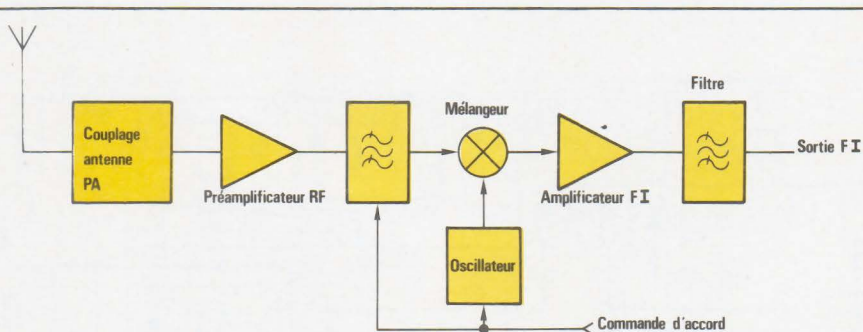 Couplage
antenne
PA
Préamplificateur RF
Mélangeur
Oscillateur
Amplificateur FI
Filtre
Sortie FI
Commande d'accord